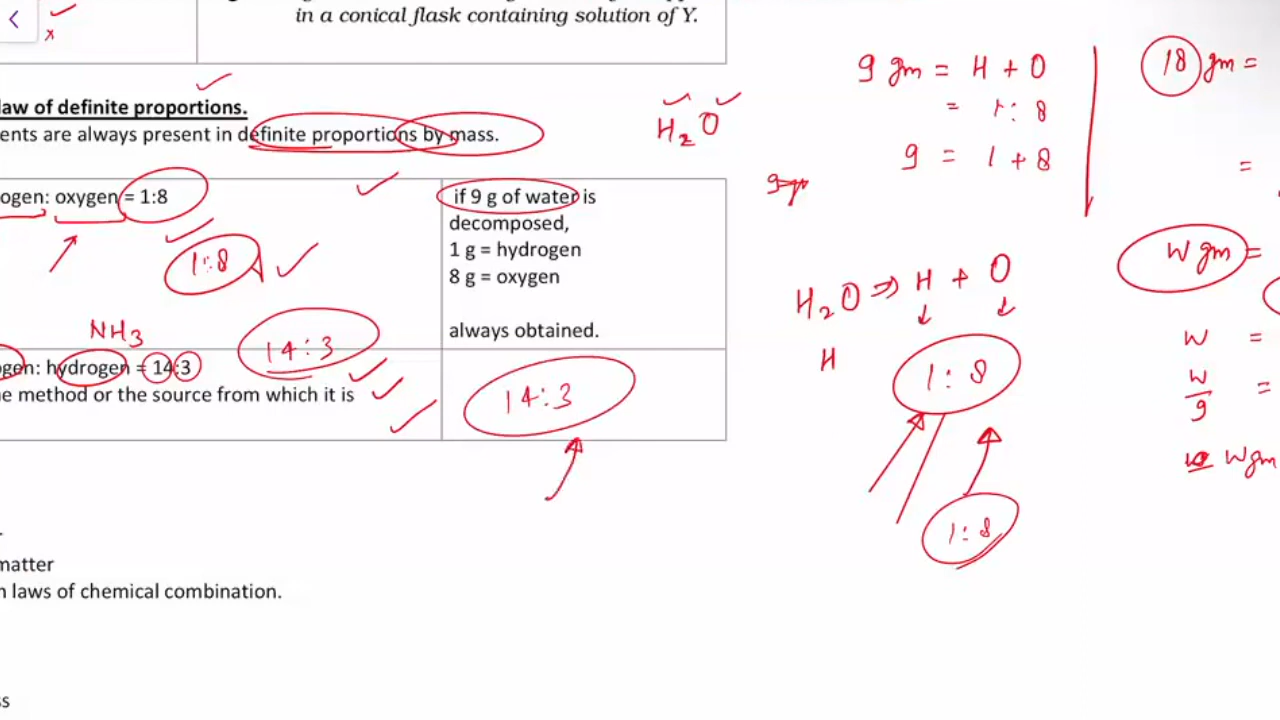 in a conical flask containing solution of Y.
law of definite proportions.
ents are always present in definite proportions by mass.
H2O
ogen: oxygen = 1:8
1:8
if 9 g of water is
decomposed,
1 g = hydrogen
8 g = oxygen
always obtained.
NH3
14:3
ogen: hydrogen = 14:3
e method or the source from which it is
14:3
matter
n laws of chemical combination.
ss
9 gm = H + O
= 1:8
9 = 1 + 8
H2O ⇒ H + O
H
1:8
1:8
18 gm =
=
W gm =
W =
W/9 =
W gm